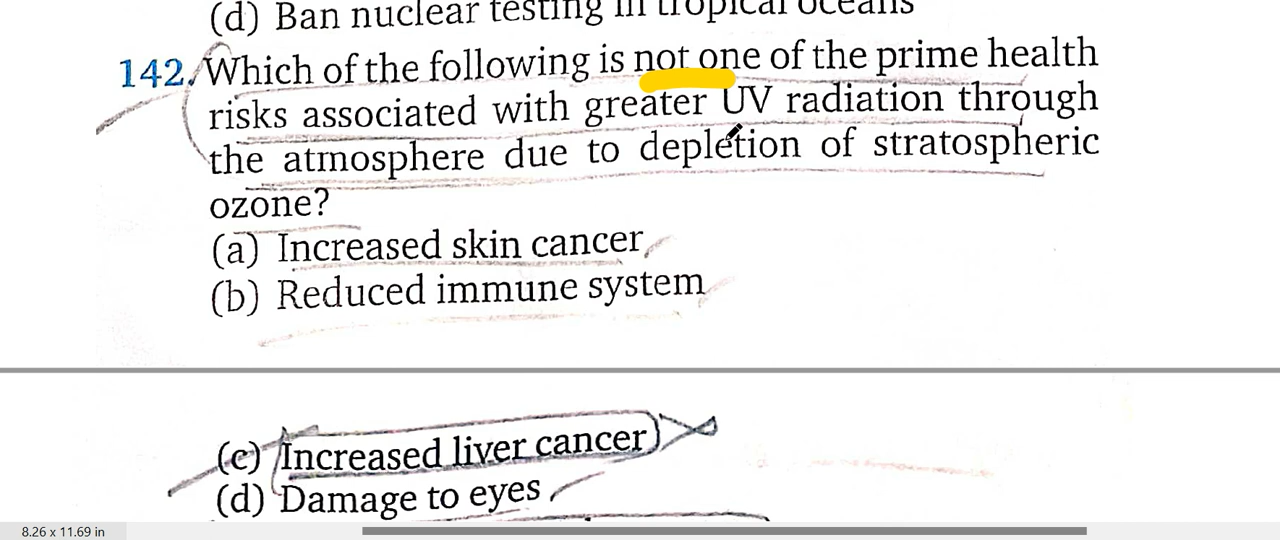 (d) Ban nuclear testing in tropical oceans
142. Which of the following is not one of the prime health
risks associated with greater UV radiation through
the atmosphere due to depletion of stratospheric
ozone?
(a) Increased skin cancer
(b) Reduced immune system
(c) Increased liver cancer
(d) Damage to eyes
8.26 x 11.69 in